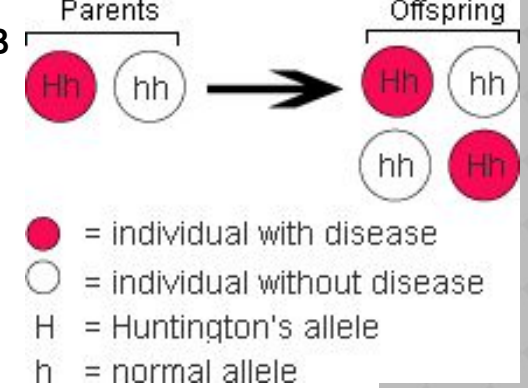 Parents Offspring
B
Hh hh Hh hh
hh Hh
= individual with disease
= individual without disease
H = Huntington's allele
h = normal allele